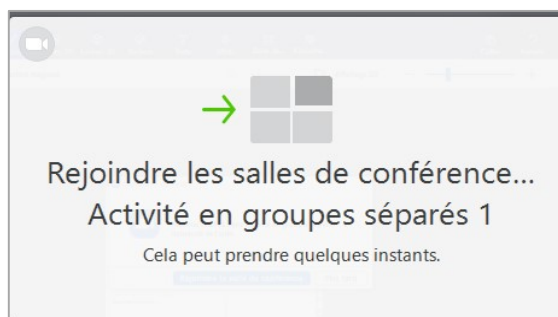 Rejoindre les salles de conférence...
Activité en groupes séparés 1
Cela peut prendre quelques instants.